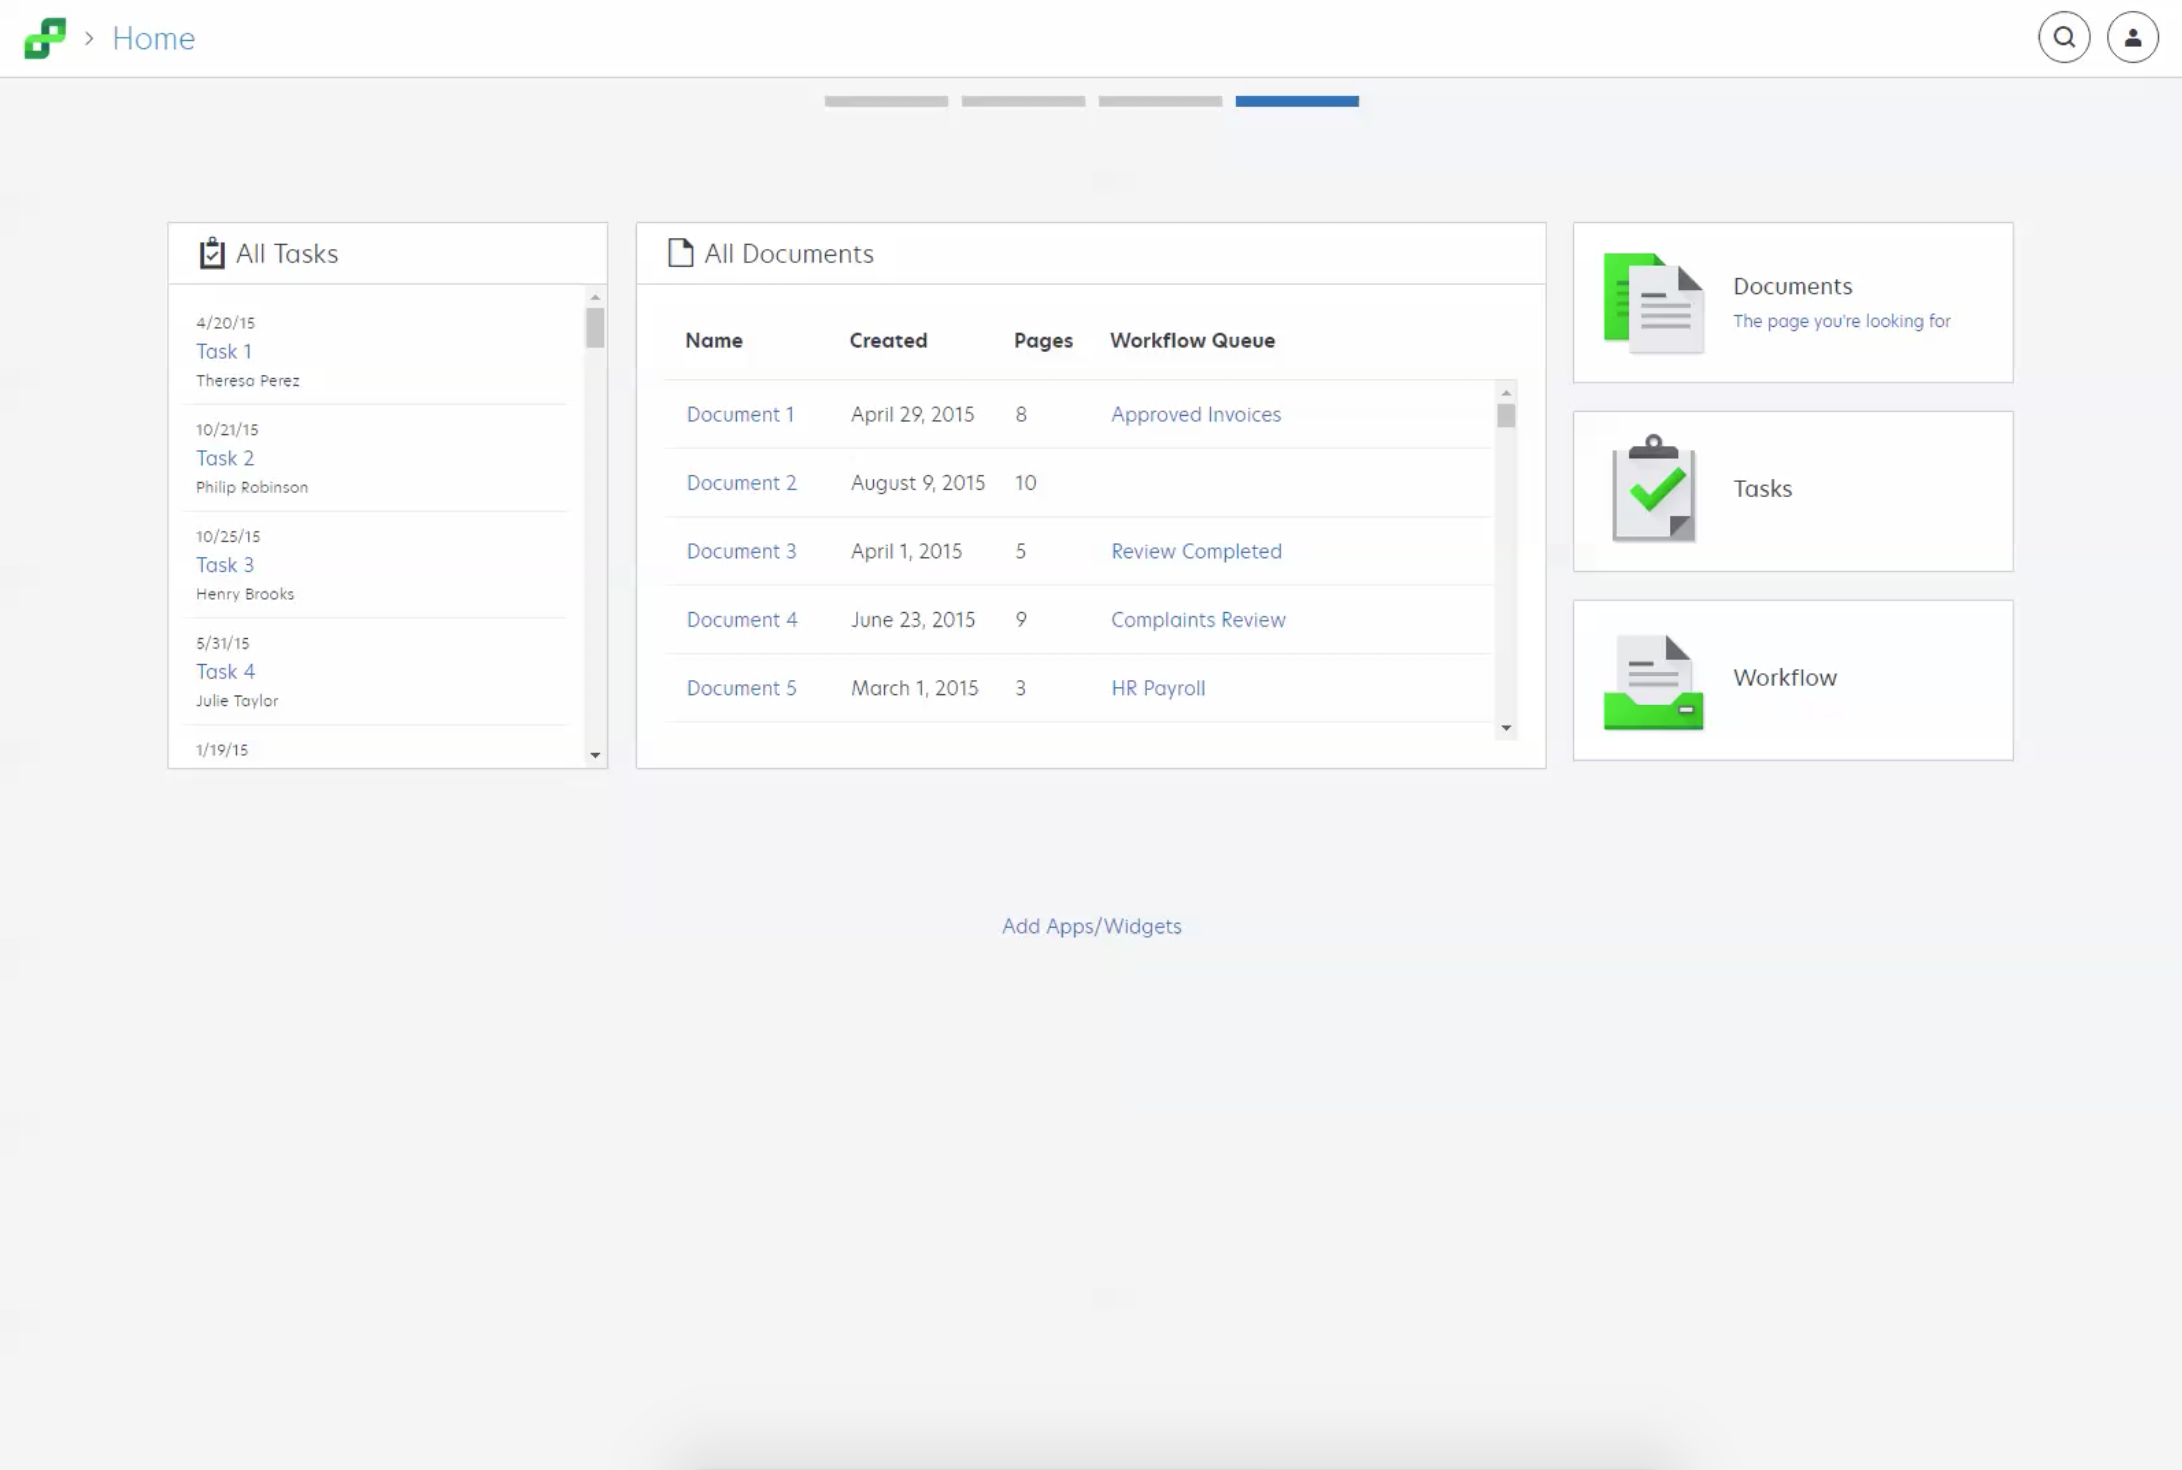 Home
All Tasks
4/20/15
Task 1
Theresa Perez
10/21/15
Task 2
Philip Robinson
10/25/15
Task 3
Henry Brooks
5/31/15
Task 4
Julie Taylor
1/19/15
All Documents
Name Created Pages Workflow Queue
Document 1 April 29, 2015 8 Approved Invoices
Document 2 August 9, 2015 10
Document 3 April 1, 2015 5 Review Completed
Document 4 June 23, 2015 9 Complaints Review
Document 5 March 1, 2015 3 HR Payroll
Documents
The page you're looking for
Tasks
Workflow
Add Apps/Widgets